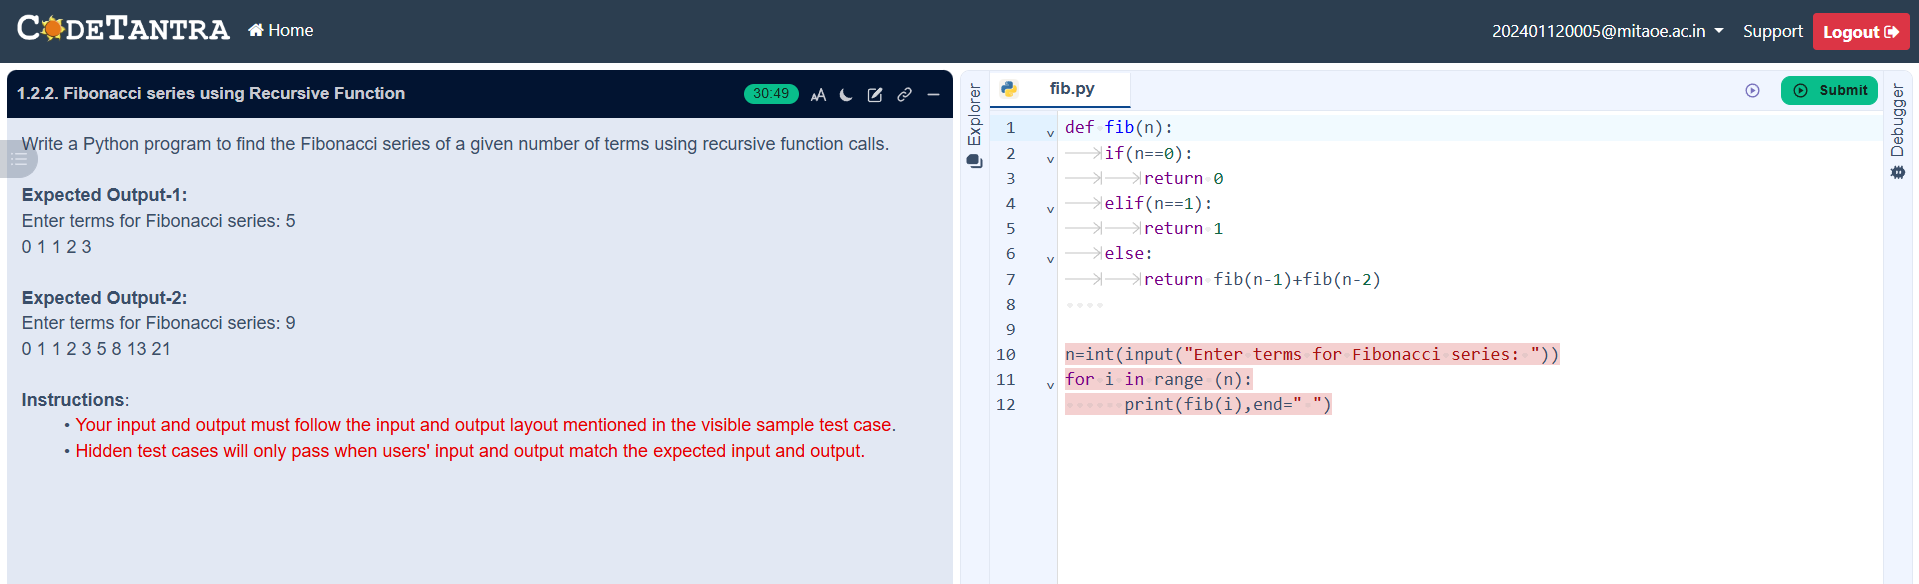 CODETANTRA Home 202401120005@mitaoe.ac.in Support Logout
1.2.2. Fibonacci series using Recursive Function 30:49 AA
Write a Python program to find the Fibonacci series of a given number of terms using recursive function calls.
Expected Output-1:
Enter terms for Fibonacci series: 5
0 1 1 2 3
Expected Output-2:
Enter terms for Fibonacci series: 9
0 1 1 2 3 5 8 13 21
Instructions:
• Your input and output must follow the input and output layout mentioned in the visible sample test case.
• Hidden test cases will only pass when users' input and output match the expected input and output.
Explorer
fib.py Submit
1 def fib(n):
2 if(n==0):
3 return 0
4 elif(n==1):
5 return 1
6 else:
7 return fib(n-1)+fib(n-2)
8
9
10 n=int(input("Enter terms for Fibonacci series: "))
11 for i in range (n):
12 print(fib(i),end=" ")
Debugger